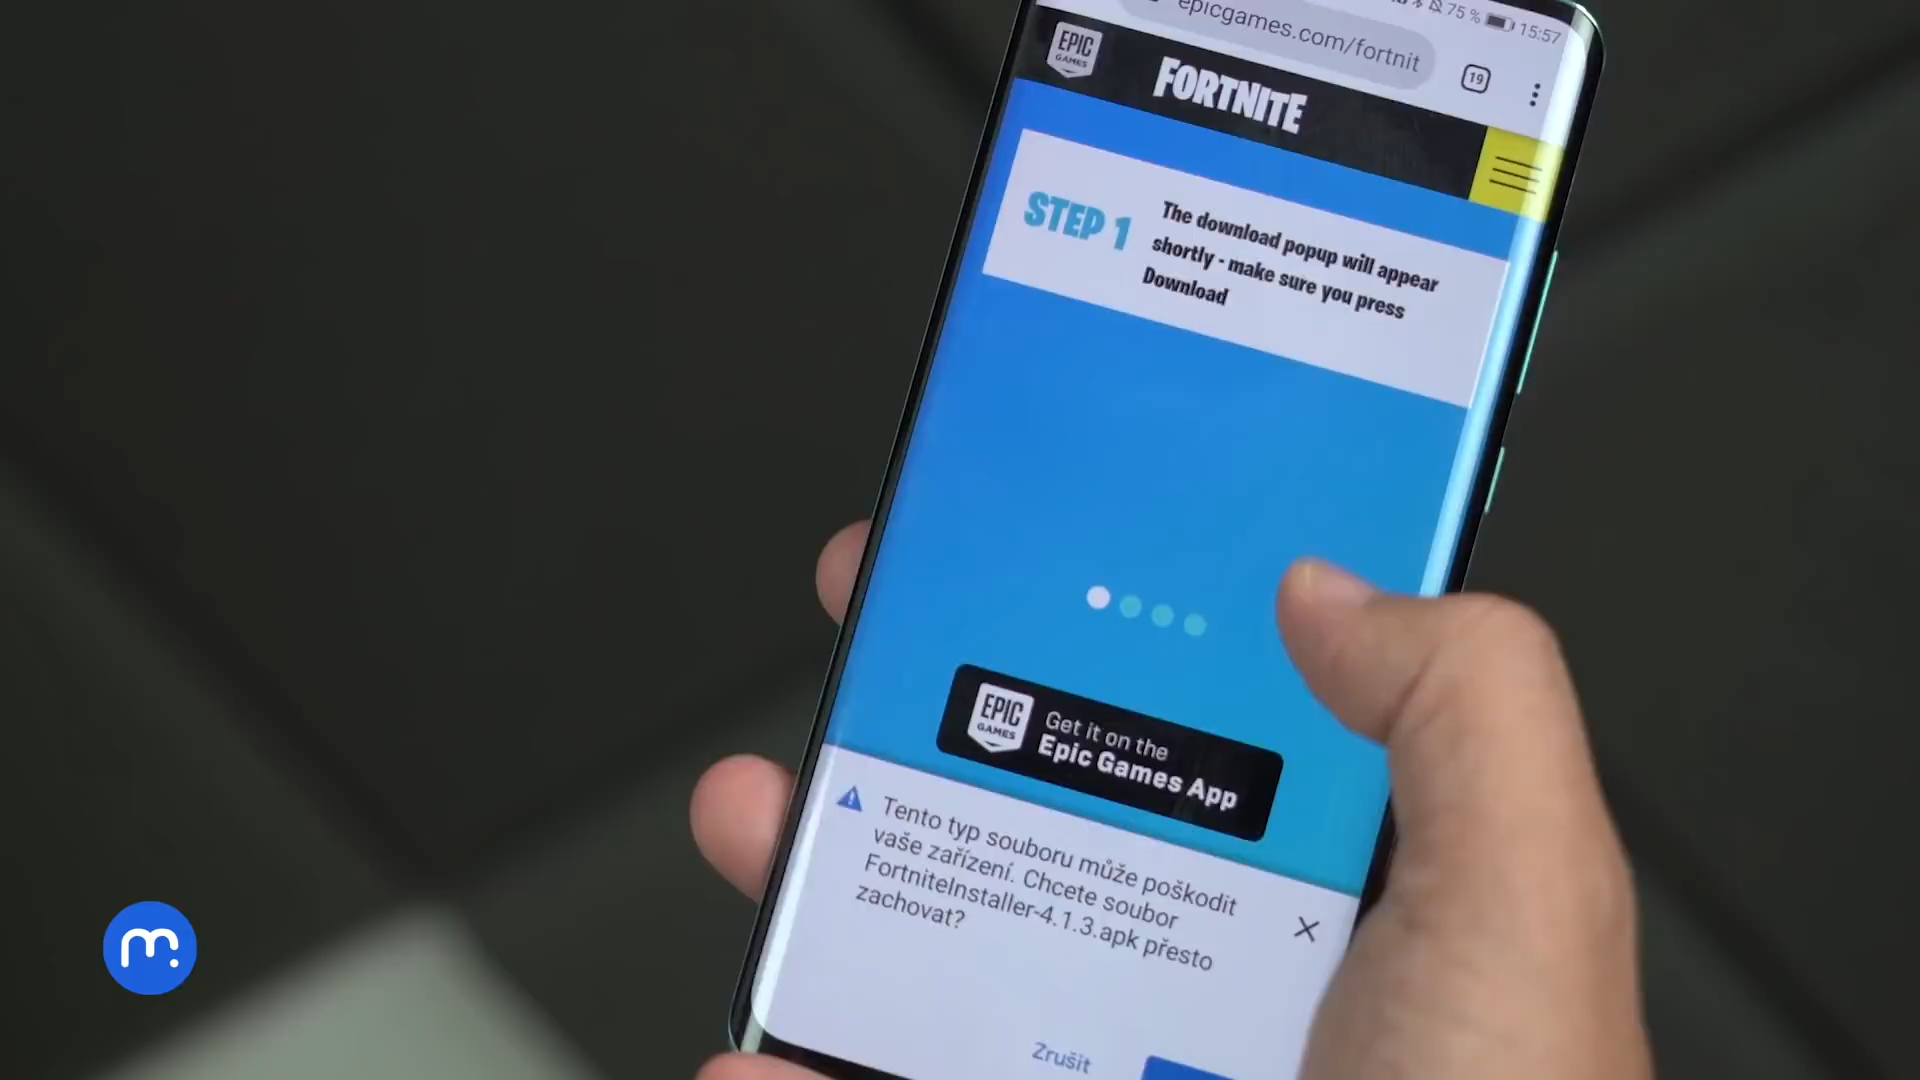 75 % 15:57
epicgames.com/fortnit
19
EPIC
GAMES
FORTNITE
STEP 1
The download popup will appear
shortly - make sure you press
Download
EPIC
GAMES
Get it on the
Epic Games App
Tento typ souboru může poškodit
vaše zařízení. Chcete soubor
FortniteInstaller-4.1.3.apk přesto
zachovat?
Zrušit
m.